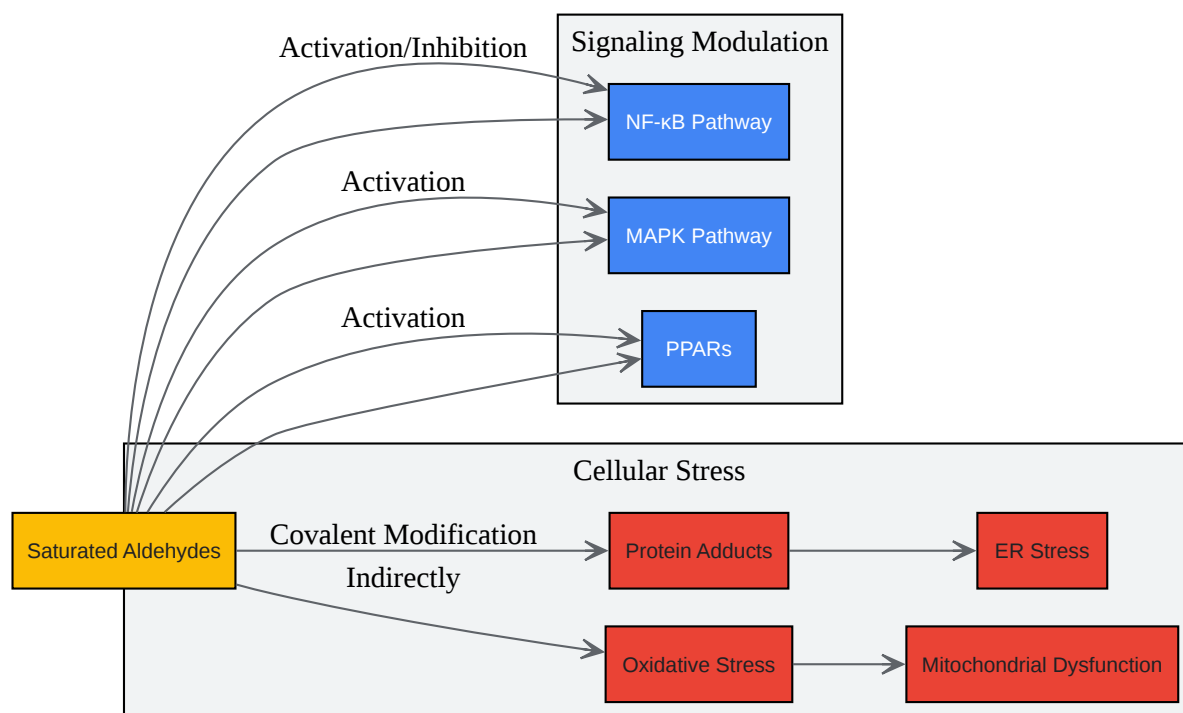 Signaling Modulation
Activation/Inhibition
NF-κB Pathway
Activation
MAPK Pathway
Activation
PPARs
Cellular Stress
Saturated Aldehydes
Covalent Modification
Protein Adducts
ER Stress
Indirectly
Oxidative Stress
Mitochondrial Dysfunction